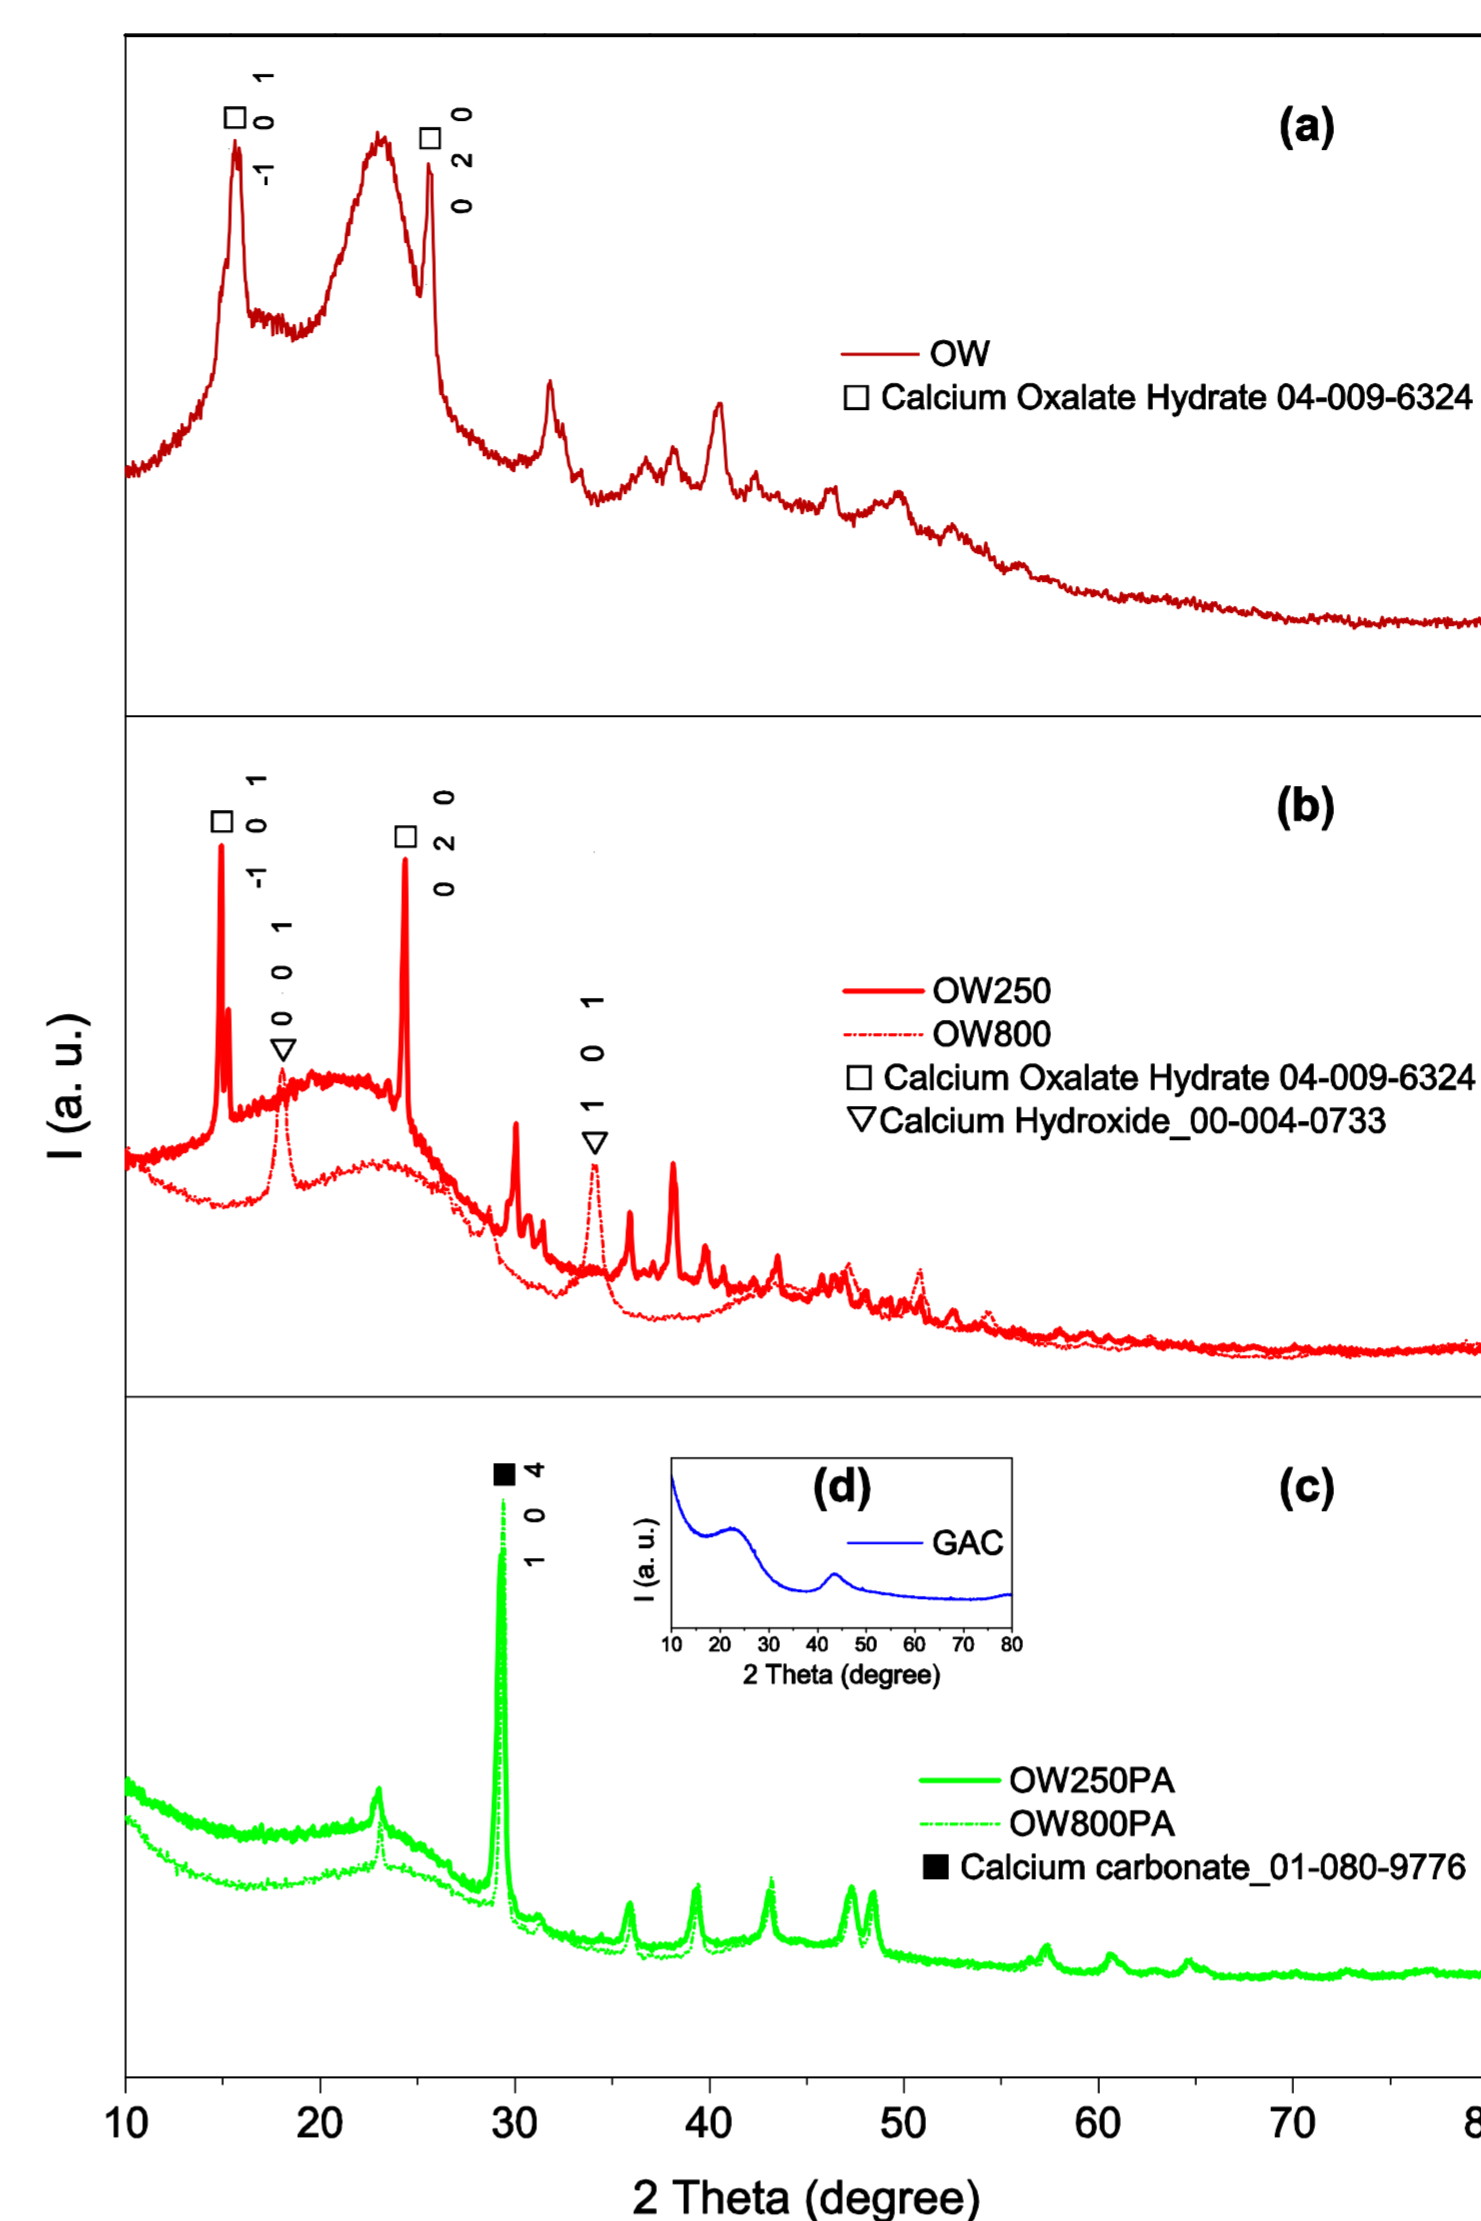 (a)
-1 0 1
0 2 0
OW
Calcium Oxalate Hydrate 04-009-6324
(b)
-1 0 1
0 2 0
0 0 1
1 0 1
OW250
OW800
Calcium Oxalate Hydrate 04-009-6324
Calcium Hydroxide_00-004-0733
I (a. u.)
(c)
1 0 4
(d)
GAC
I (a. u.)
10 20 30 40 50 60 70 80
2 Theta (degree)
OW250PA
OW800PA
Calcium carbonate_01-080-9776
10 20 30 40 50 60 70 8
2 Theta (degree)